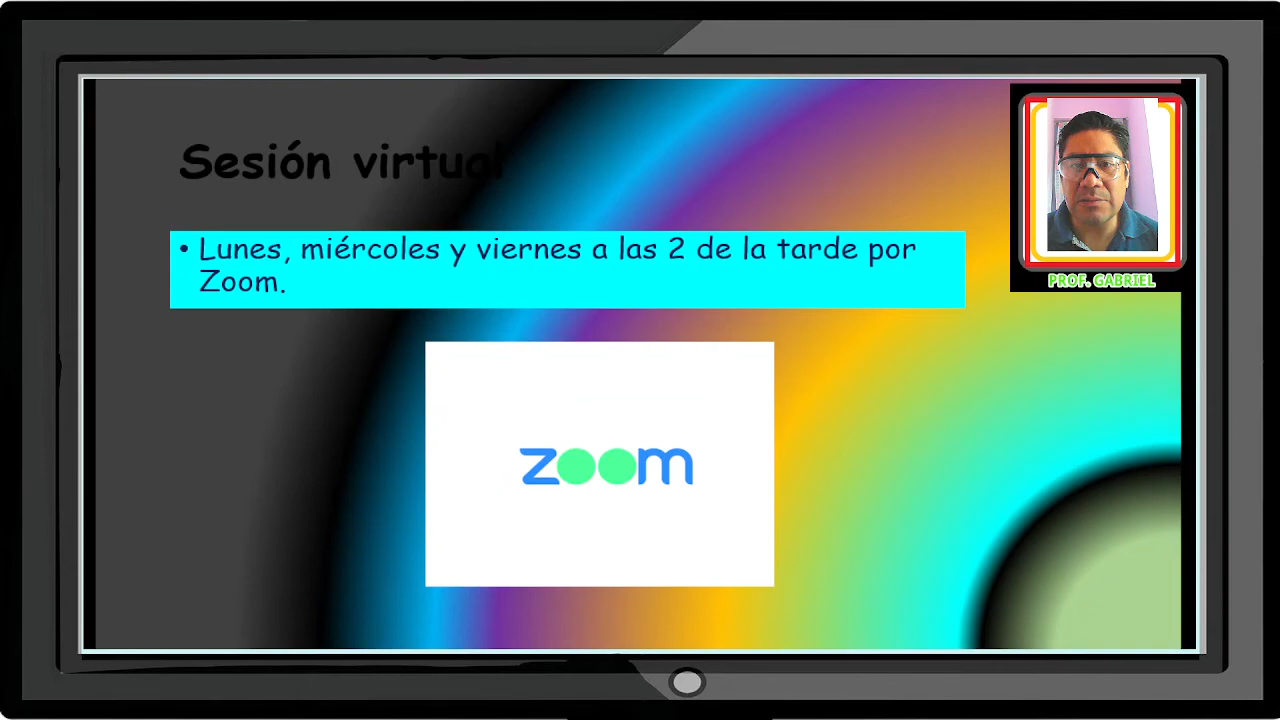 Sesión virtual
• Lunes, miércoles y viernes a las 2 de la tarde por
Zoom.
zoom
PROF. GABRIEL